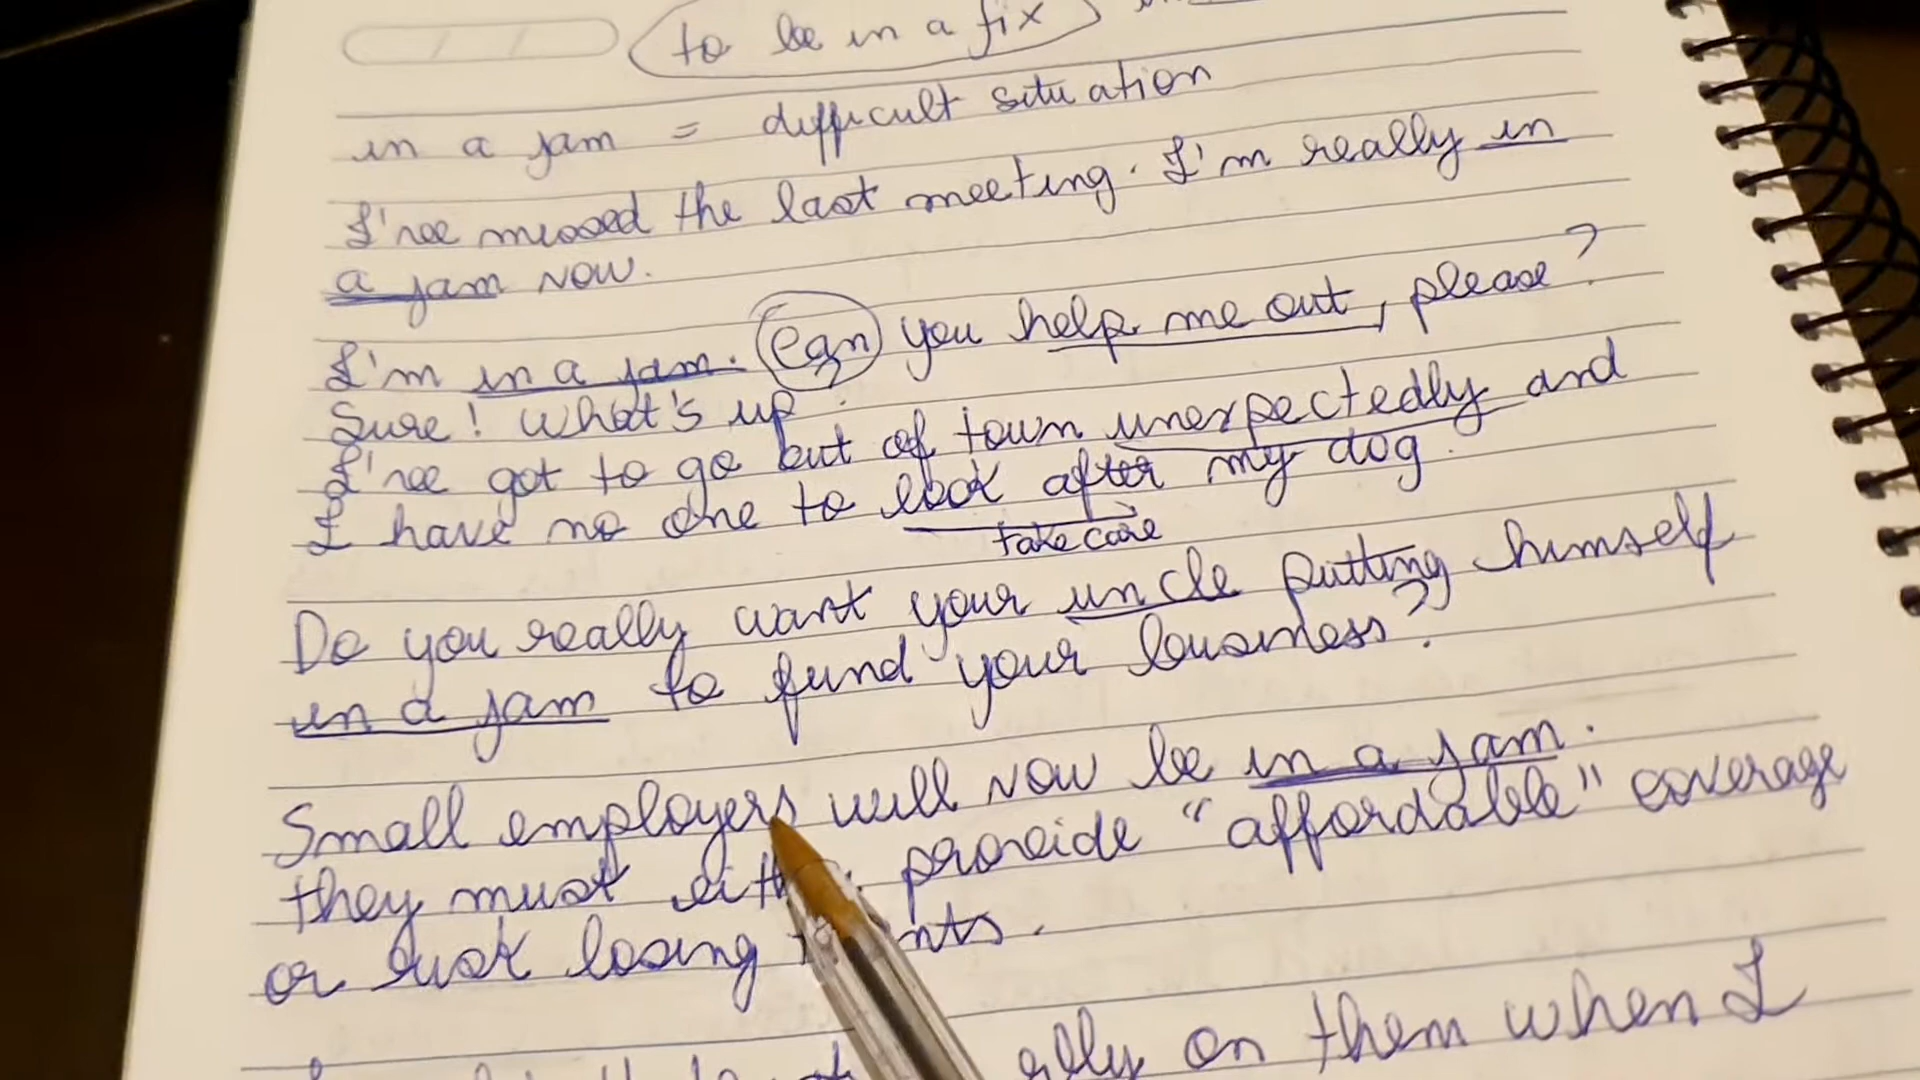 to be in a fix
in a jam = difficult situation
I've missed the last meeting. I'm really in
a jam now.
I'm in a jam. Can you help me out, please?
Sure! What's up?
I've got to go out of town unexpectedly and
I have no one to look after my dog.
take care
Do you really want your uncle putting himself
in a jam to fund your business?
Small employers will now be in a jam.
they must provide "affordable" coverage
or risk losing
on them when I